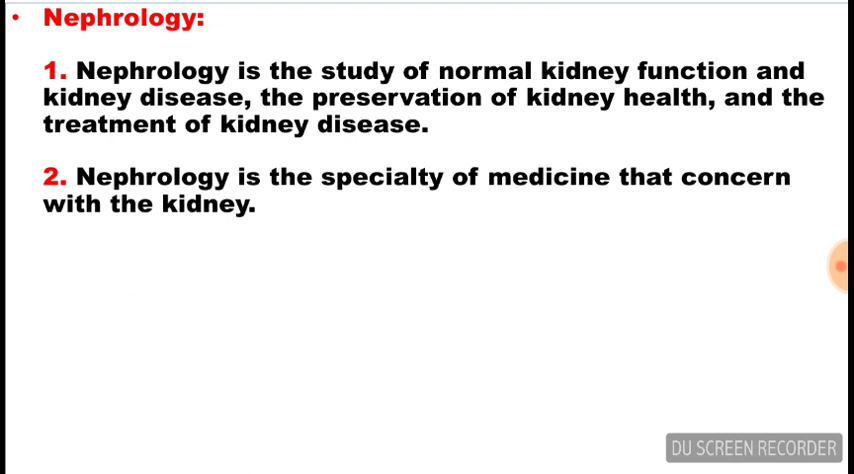 • Nephrology:
1. Nephrology is the study of normal kidney function and
kidney disease, the preservation of kidney health, and the
treatment of kidney disease.
2. Nephrology is the specialty of medicine that concern
with the kidney.
DU SCREEN RECORDER